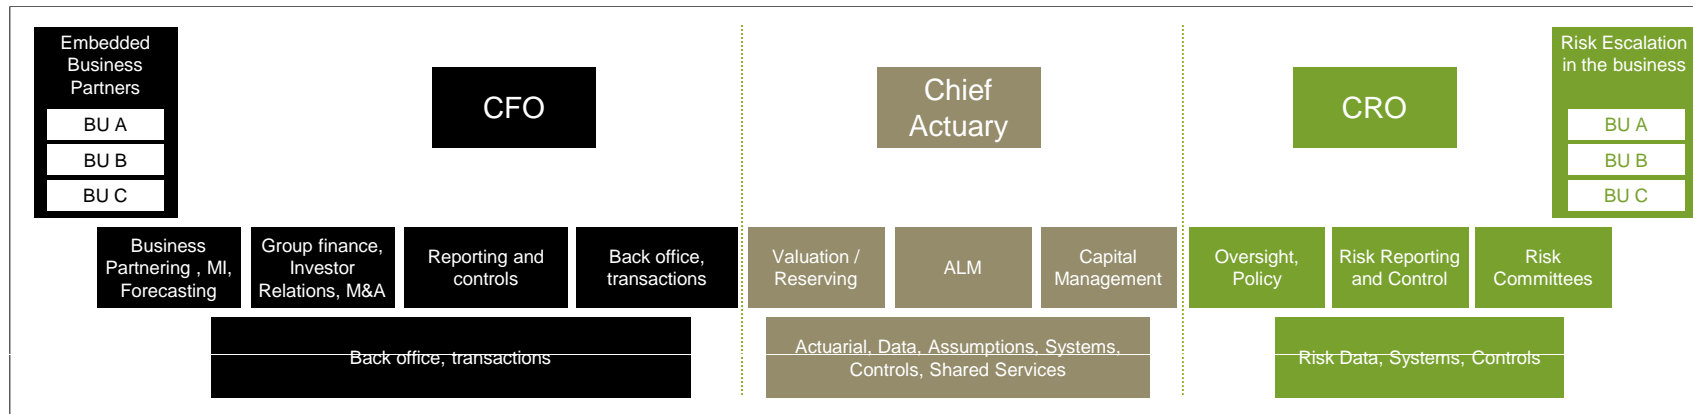 Embedded
Business
Partners
BU A
BU B
BU C
CFO
Chief
Actuary
CRO
Risk Escalation
in the business
BU A
BU B
BU C
Business
Partnering , MI,
Forecasting
Group finance,
Investor
Relations, M&A
Reporting and
controls
Back office,
transactions
Valuation /
Reserving
ALM
Capital
Management
Oversight,
Policy
Risk Reporting
and Control
Risk
Committees
Back office, transactions
Actuarial, Data, Assumptions, Systems,
Controls, Shared Services
Risk Data, Systems, Controls